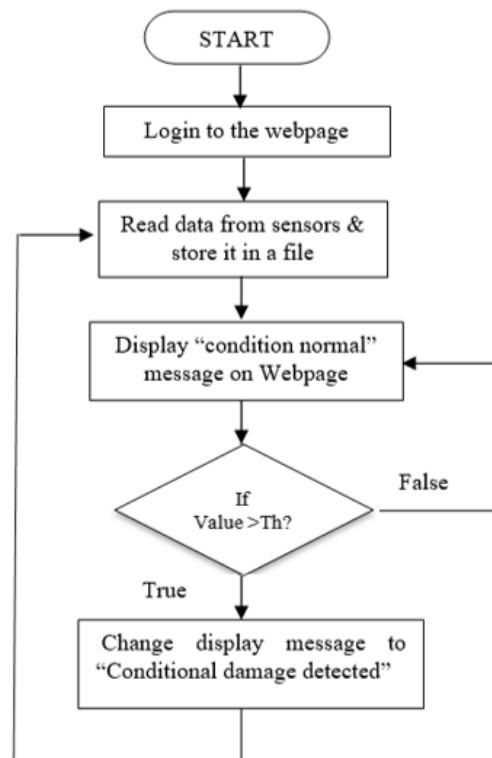 START
Login to the webpage
Read data from sensors &
store it in a file
Display “condition normal”
message on Webpage
If
Value >Th?
False
True
Change display message to
“Conditional damage detected”